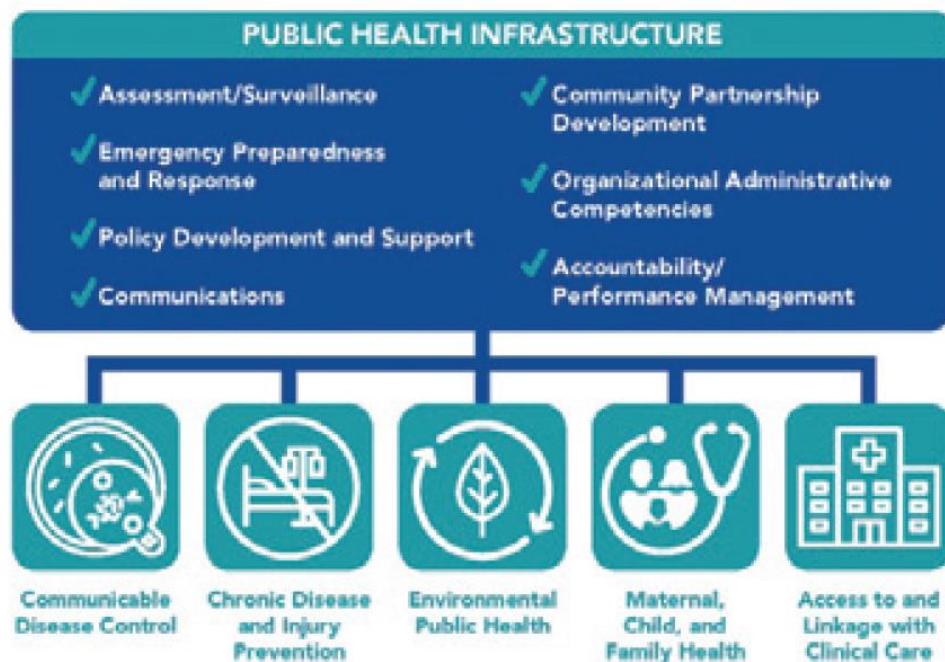 PUBLIC HEALTH INFRASTRUCTURE
Assessment/Surveillance
Emergency Preparedness
and Response
Policy Development and Support
Communications
Community Partnership
Development
Organizational Administrative
Competencies
Accountability/
Performance Management
Communicable
Disease Control
Chronic Disease
and Injury
Prevention
Environmental
Public Health
Maternal,
Child, and
Family Health
Access to and
Linkage with
Clinical Care